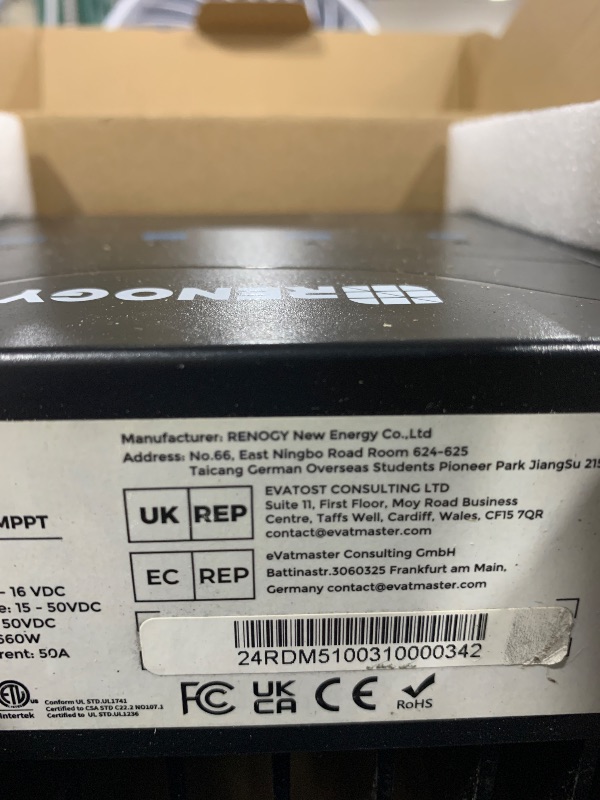 RENOGY
Manufacturer: RENOGY New Energy Co.,Ltd
Address: No.66, East Ningbo Road Room 624-625
Taicang German Overseas Students Pioneer Park JiangSu 215
MPPT
UK REP
EVATOST CONSULTING LTD
Suite 11, First Floor, Moy Road Business
Centre, Taffs Well, Cardiff, Wales, CF15 7QR
contact@evatmaster.com
EC REP
eVatmaster Consulting GmbH
Battinastr.3060325 Frankfurt am Main,
Germany contact@evatmaster.com
- 16 VDC
e: 15 - 50VDC
50VDC
660W
rent: 50A
24RDM5100310000342
ETL
us
Intertek
Conform UL STD.UL1741
Certified to CSA STD C22.2 NO107.1
Certified to UL STD.UL1236
FC
UK
CA
CE
RoHS